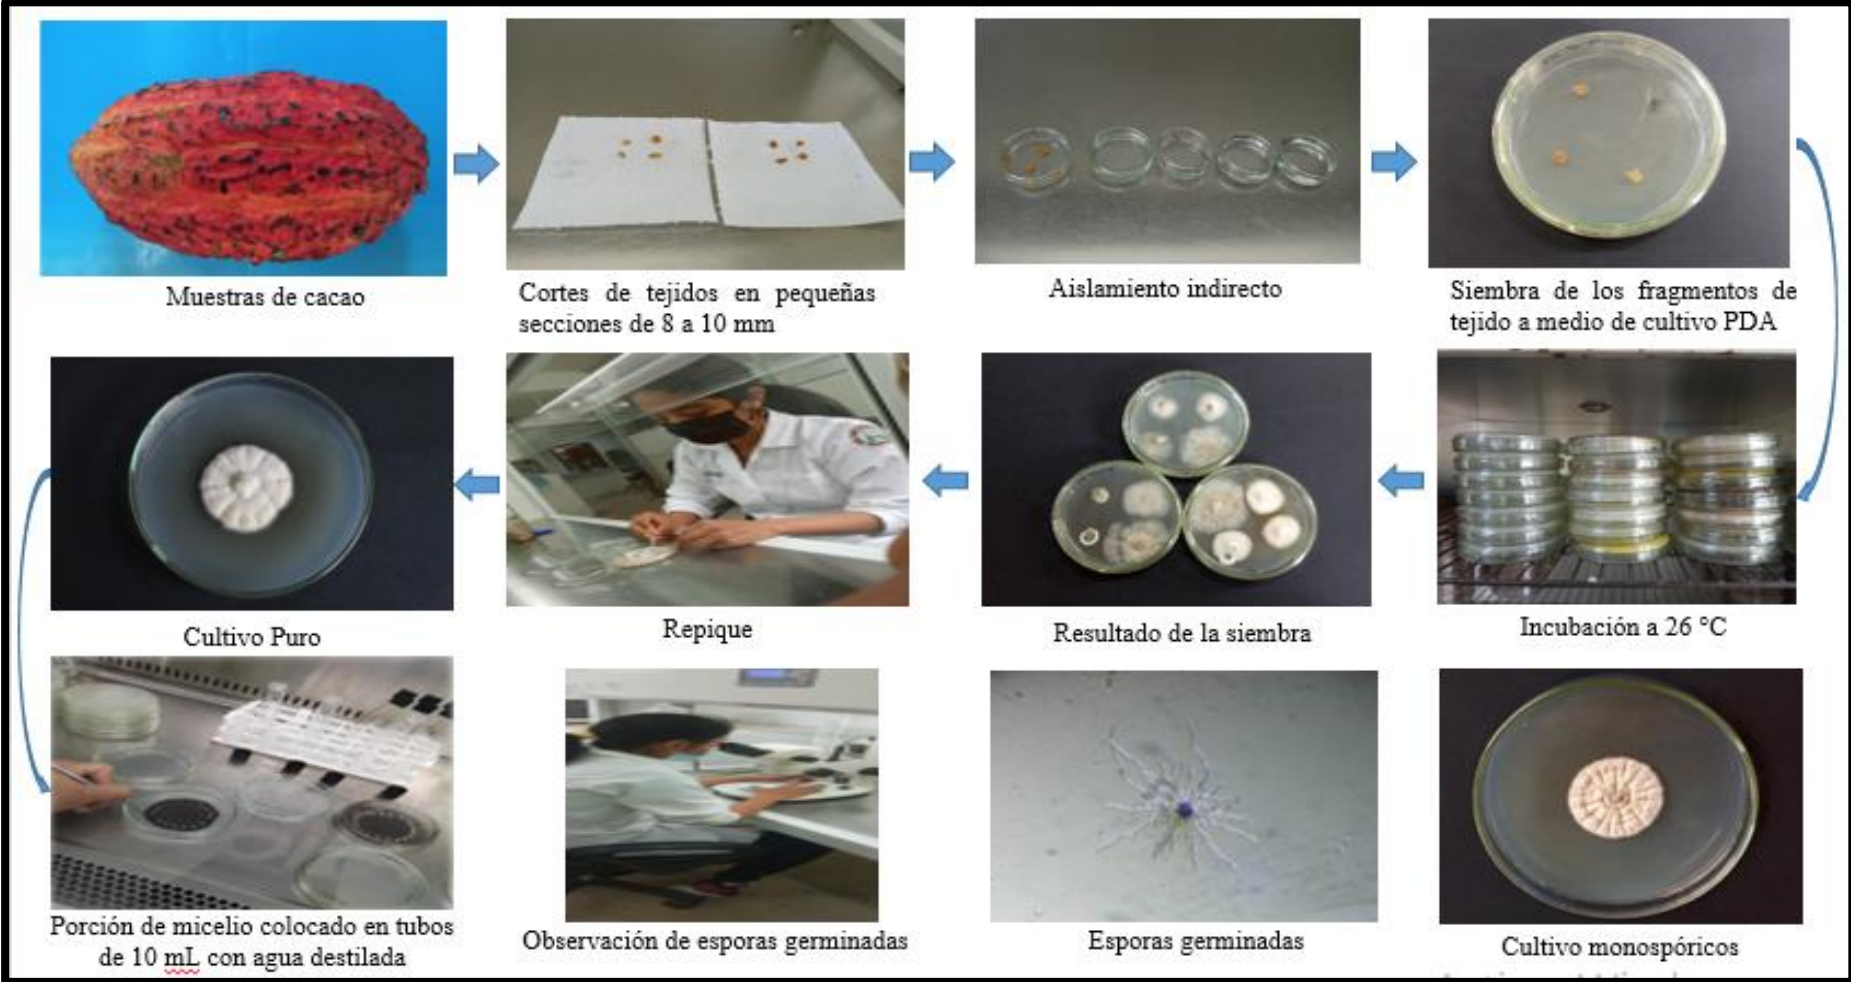 Muestras de cacao
Cortes de tejidos en pequeñas
secciones de 8 a 10 mm
Aislamiento indirecto
Siembra de los fragmentos de
tejido a medio de cultivo PDA
Cultivo Puro
Repique
Resultado de la siembra
Incubación a 26 °C
Porción de micelio colocado en tubos
de 10 mL con agua destilada
Observación de esporas germinadas
Esporas germinadas
Cultivo monospóricos